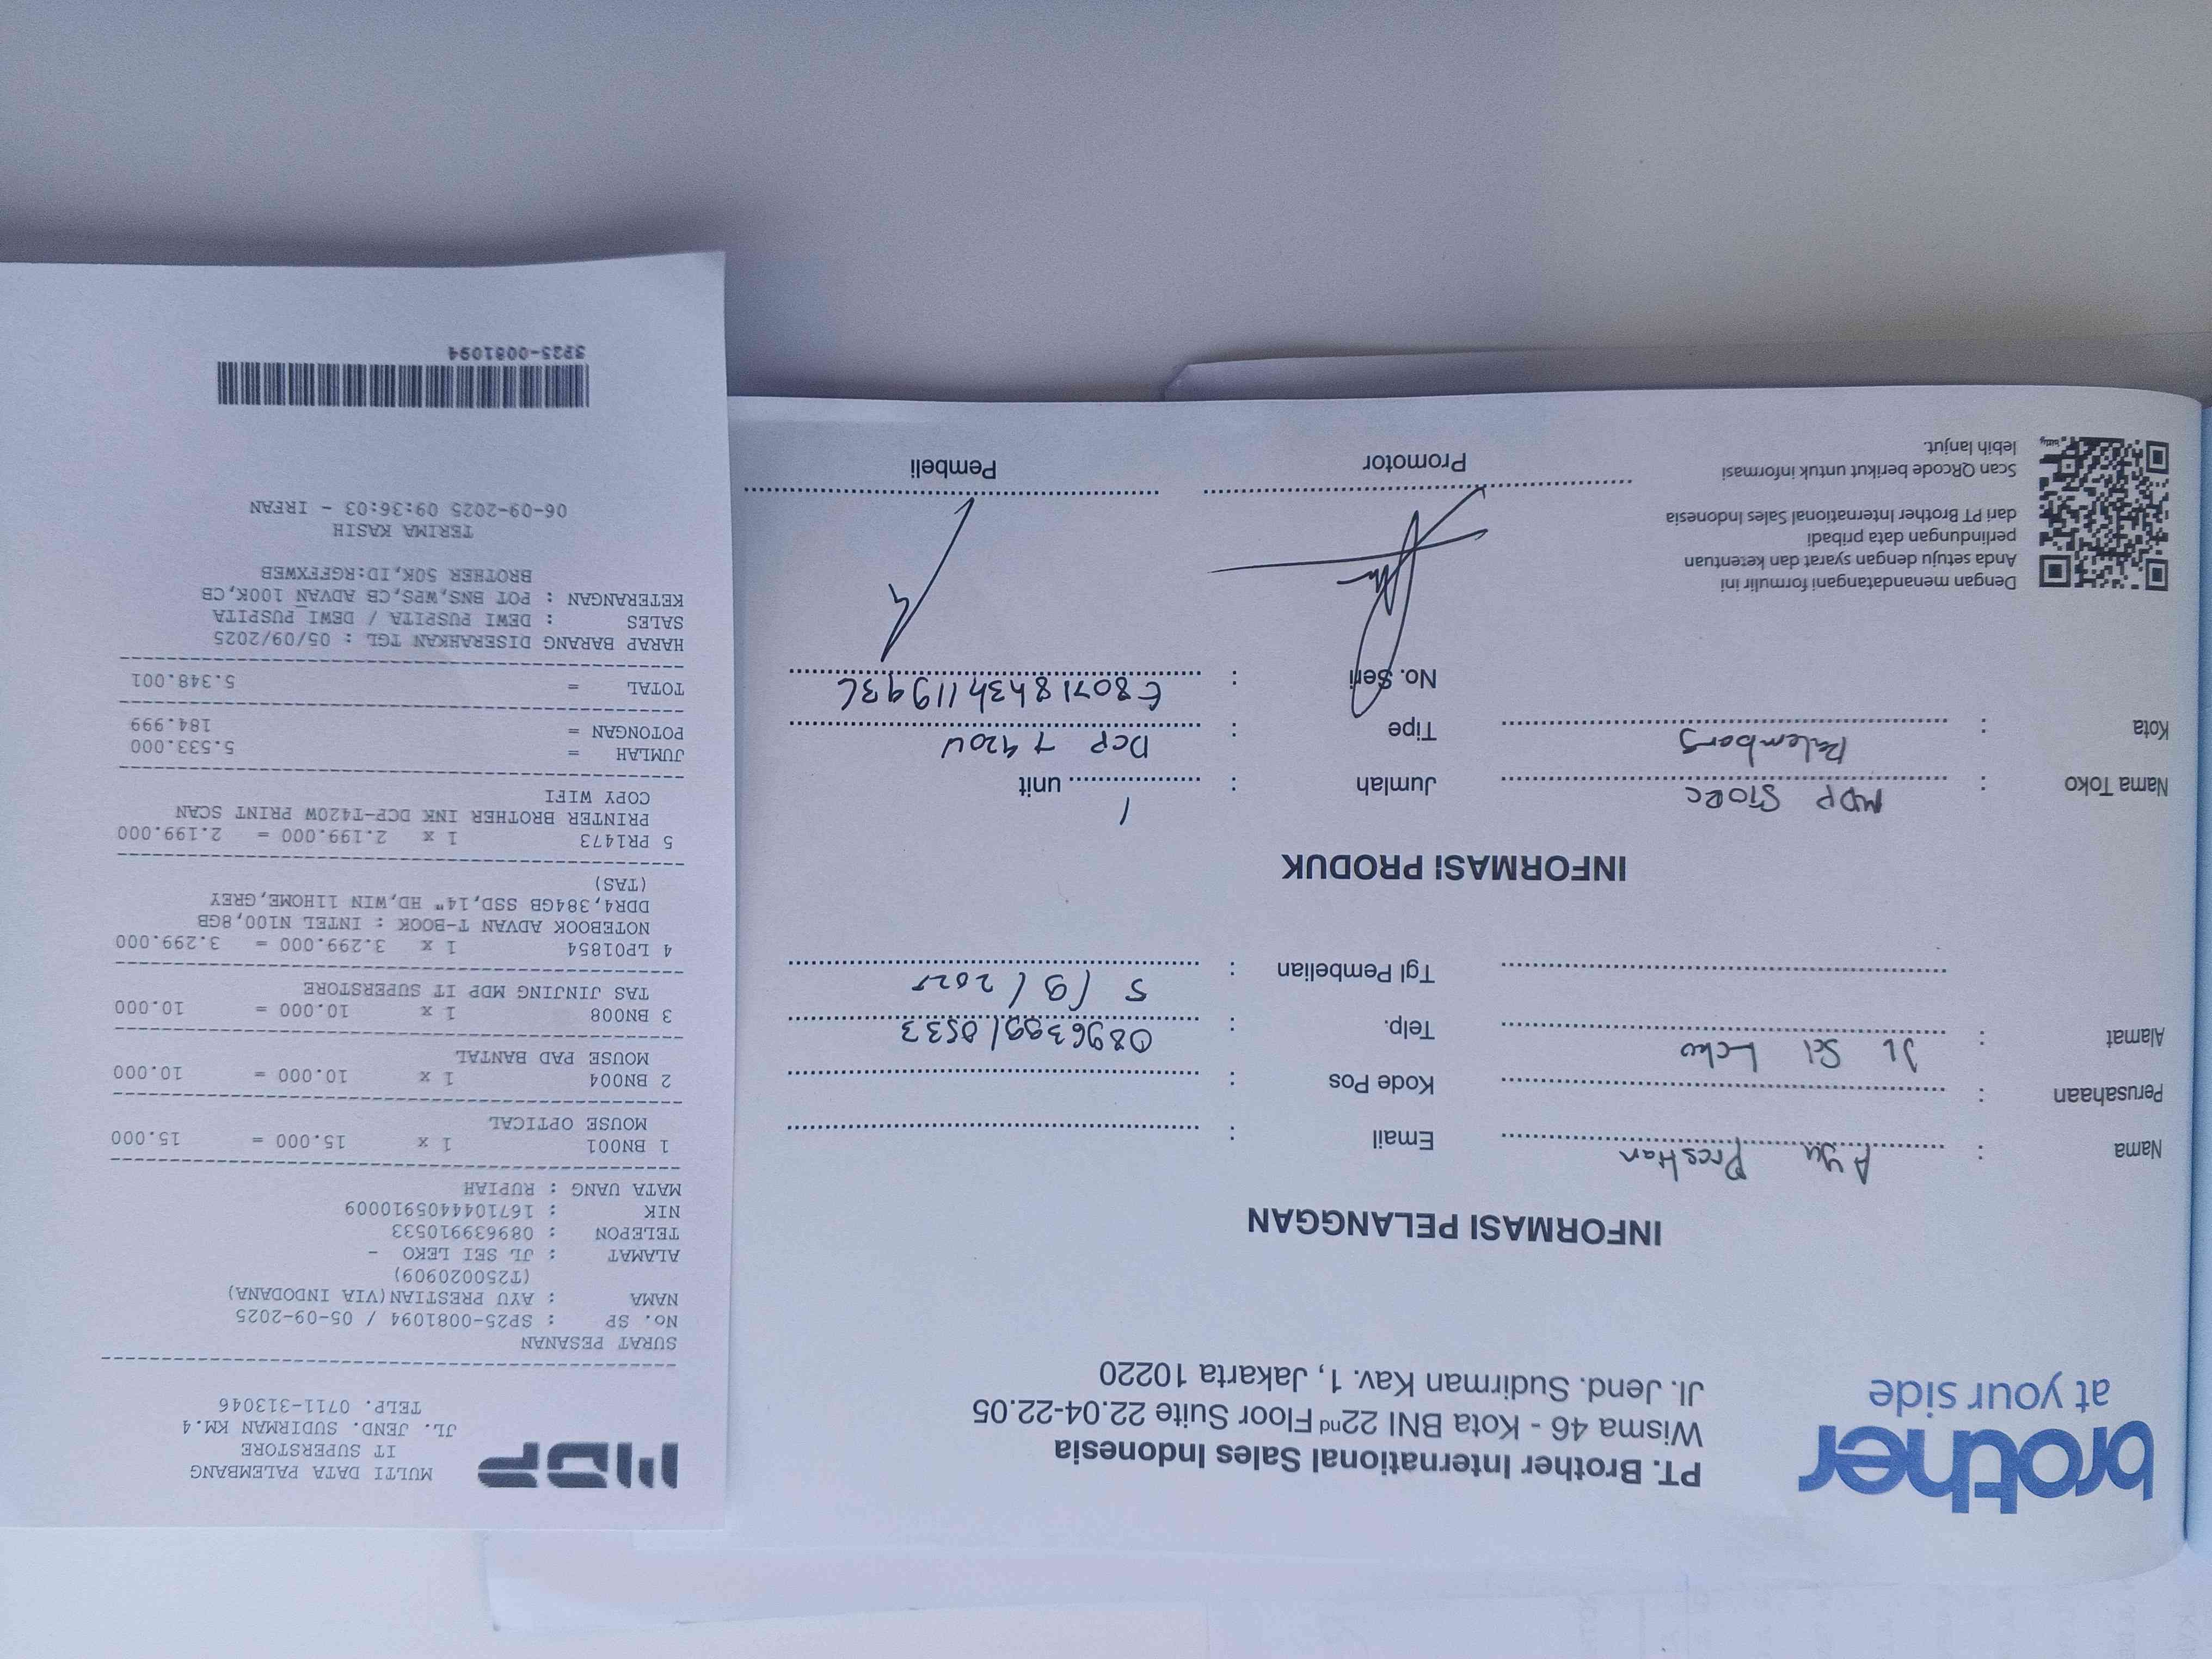 brother
at your side
PT. Brother International Sales Indonesia
Wisma 46 - Kota BNI 22nd Floor Suite 22.04-22.05
Jl. Jend. Sudirman Kav. 1, Jakarta 10220
INFORMASI PELANGGAN
Nama : Ayu Prestian
Email :
Perusahaan :
Kode Pos :
Alamat : JL Sei Leko
Telp. : 089639910533
Tgl Pembelian : 5 / 9 / 2025
INFORMASI PRODUK
Nama Toko : MDP STORE
Jumlah : 1 unit
Kota : Palembang
Tipe : DCP T420W
No. Seri :
Dengan menandatangani formulir ini
Anda setuju dengan syarat dan ketentuan
perlindungan data pribadi
dari PT Brother International Sales Indonesia
Scan QRcode berikut untuk informasi
lebih lanjut.
Promotor
Pembeli
MDP
MULTI DATA PALEMBANG
IT SUPERSTORE
JL. JEND. SUDIRMAN KM.4
TELP. 0711-313046
SURAT PESANAN
No. SP : SP25-0081094 / 05-09-2025
NAMA : AYU PRESTIAN(VIA INDODANA)
(T250020909)
ALAMAT : JL SEI LEKO -
TELEPON : 089639910533
NIK : 1671044405910009
MATA UANG : RUPIAH
1 BN001 1 x 15.000 = 15.000
MOUSE OPTICAL
2 BN004 1 x 10.000 = 10.000
MOUSE PAD BANTAL
3 BN008 1 x 10.000 = 10.000
TAS JINJING MDP IT SUPERSTORE
4 LP01854 1 x 3.299.000 = 3.299.000
NOTEBOOK ADVAN T-BOOK : INTEL N100,8GB
DDR4,384GB SSD,14" HD,WIN 11HOME,GREY
(TAS)
5 PR1473 1 x 2.199.000 = 2.199.000
PRINTER BROTHER INK DCP-T420W PRINT SCAN
COPY WIFI
JUMLAH = 5.533.000
POTONGAN = 184.999
TOTAL = 5.348.001
HARAP BARANG DISERAHKAN TGL : 05/09/2025
SALES : DEWI PUSPITA / DEWI_PUSPITA
KETERANGAN : POT BNS,WPS,CB ADVAN 100K,CB
BROTHER 50K,ID:RGFFXWEB
TERIMA KASIH
06-09-2025 09:36:03 - IRFAN
SP25-0081094